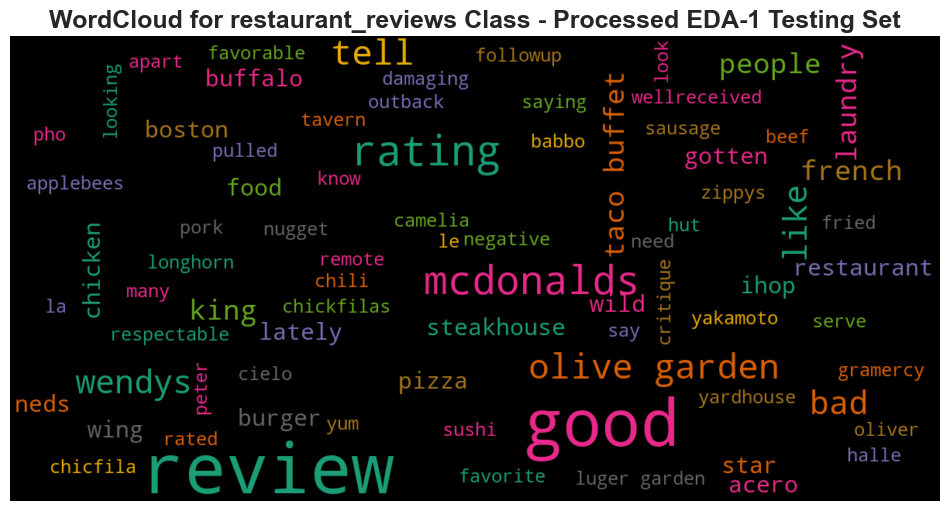 WordCloud for restaurant_reviews Class - Processed EDA-1 Testing Set
tell
followup
favorable
apart
look
people
laundry
looking
buffalo
damaging
outback
saying
taco buffet
wellreceived
tavern
boston
pho
pulled
babbo
sausage
beef
rating
gotten
french
applebees
food
know
zippys
like
pork
nugget
camelia
le
negative
need
hut
fried
chicken
longhorn
remote
chili
mcdonalds
wild
critique
ihop
restaurant
la
many
king
chickfilas
respectable
lately
steakhouse
say
yakamoto
serve
wendys
peter
cielo
pizza
olive garden
gramercy
neds
wing
burger
yum
rated
sushi
good
yardhouse
bad
oliver
chicfila
review
favorite
luger garden
star
acero
halle